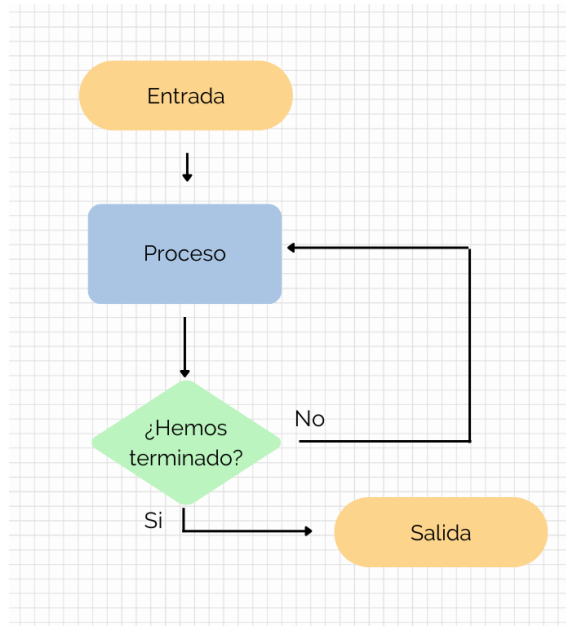 Entrada
Proceso
¿Hemos
terminado?
No
Si
Salida